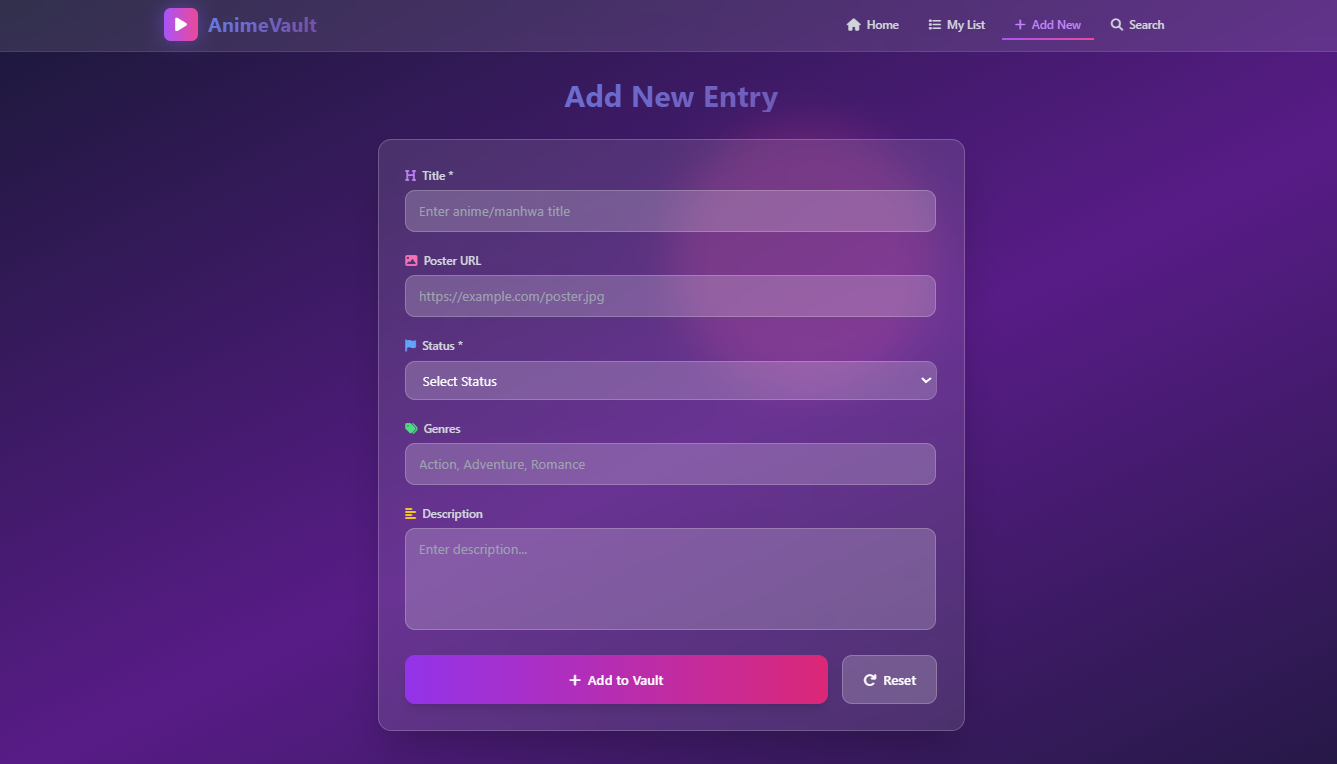 AnimeVault
Home My List Add New Search
Add New Entry
Title *
Enter anime/manhwa title
Poster URL
https://example.com/poster.jpg
Status *
Select Status
Genres
Action, Adventure, Romance
Description
Enter description...
Add to Vault
Reset